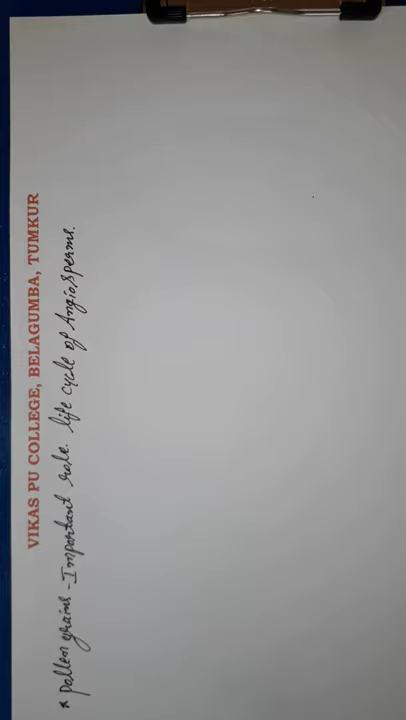 VIKAS PU COLLEGE, BELAGUMBA, TUMKUR
* Pollen grains - Important role. life cycle of Angiosperms.